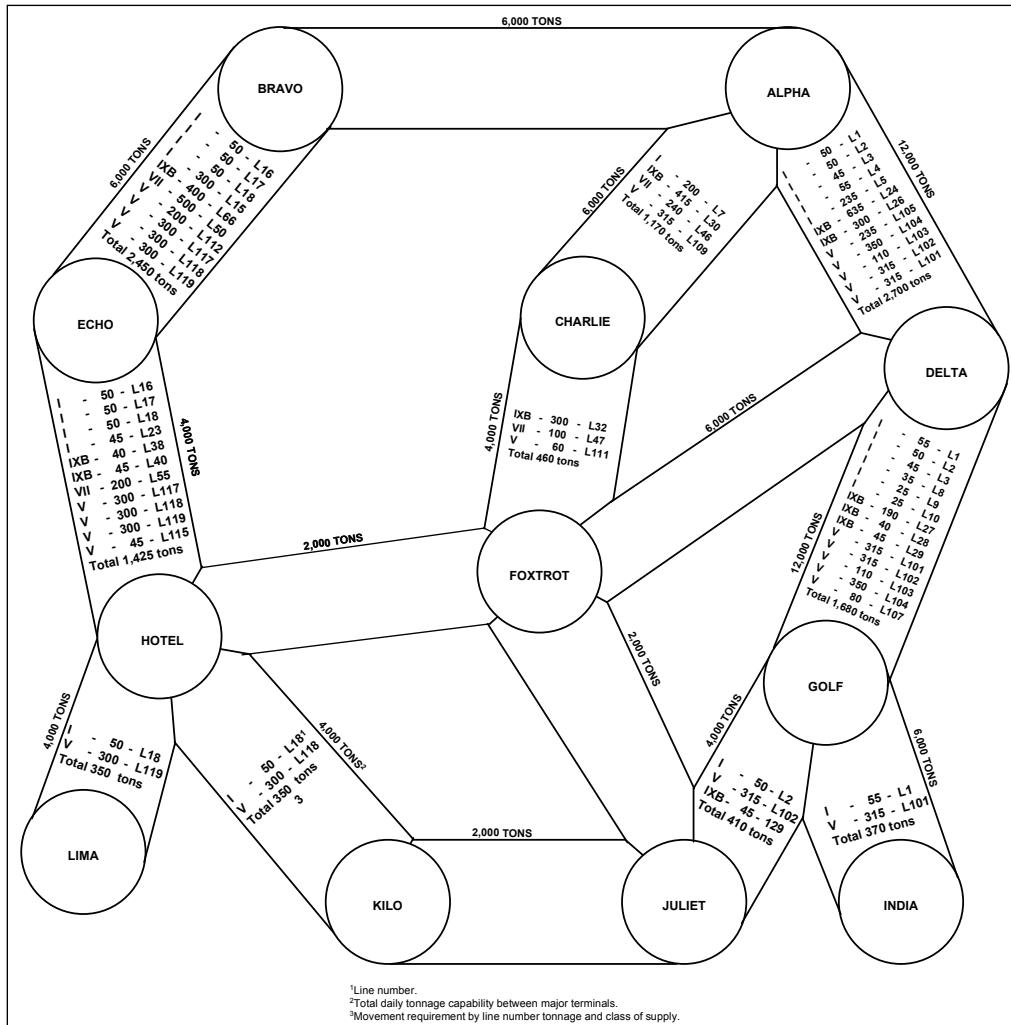 6,000 TONS
BRAVO
ALPHA
6,000 TONS
I - 50 - L16
I - 50 - L17
I - 50 - L18
I - 300 - L15
IXB - 400 - L66
VII - 500 - L50
V - 200 - L112
V - 300 - L117
V - 300 - L118
V - 300 - L119
Total 2,450 tons
6,000 TONS
I - 200 - L7
IXB - 415 - L30
VII - 240 - L46
V - 315 - L109
Total 1,170 tons
12,000 TONS
I - 50 - L1
I - 50 - L2
I - 45 - L3
I - 55 - L4
I - 235 - L5
IXB - 635 - L24
IXB - 300 - L26
V - 235 - L105
V - 350 - L104
V - 110 - L103
V - 315 - L102
V - 315 - L101
Total 2,700 tons
ECHO
CHARLIE
DELTA
4,000 TONS
I - 50 - L16
I - 50 - L17
I - 50 - L18
I - 45 - L23
IXB - 40 - L38
IXB - 45 - L40
VII - 200 - L55
V - 300 - L117
V - 300 - L118
V - 300 - L119
V - 45 - L115
Total 1,425 tons
4,000 TONS
IXB - 300 - L32
VII - 100 - L47
V - 60 - L111
Total 460 tons
6,000 TONS
12,000 TONS
I - 55 - L1
I - 50 - L2
I - 45 - L3
I - 35 - L8
I - 25 - L9
I - 25 - L10
IXB - 190 - L27
IXB - 40 - L28
IXB - 45 - L29
V - 315 - L101
V - 315 - L102
V - 110 - L103
V - 350 - L104
V - 80 - L107
Total 1,680 tons
2,000 TONS
FOXTROT
HOTEL
2,000 TONS
GOLF
4,000 TONS
I - 50 - L18
V - 300 - L119
Total 350 tons
4,000 TONS²
I - 50 - L18¹
V - 300 - L118
Total 350 tons
3
4,000 TONS
I - 50 - L2
V - 315 - L102
IXB - 45 - 129
Total 410 tons
6,000 TONS
I - 55 - L1
V - 315 - L101
Total 370 tons
2,000 TONS
LIMA
KILO
JULIET
INDIA
¹Line number.
²Total daily tonnage capability between major terminals.
³Movement requirement by line number tonnage and class of supply.